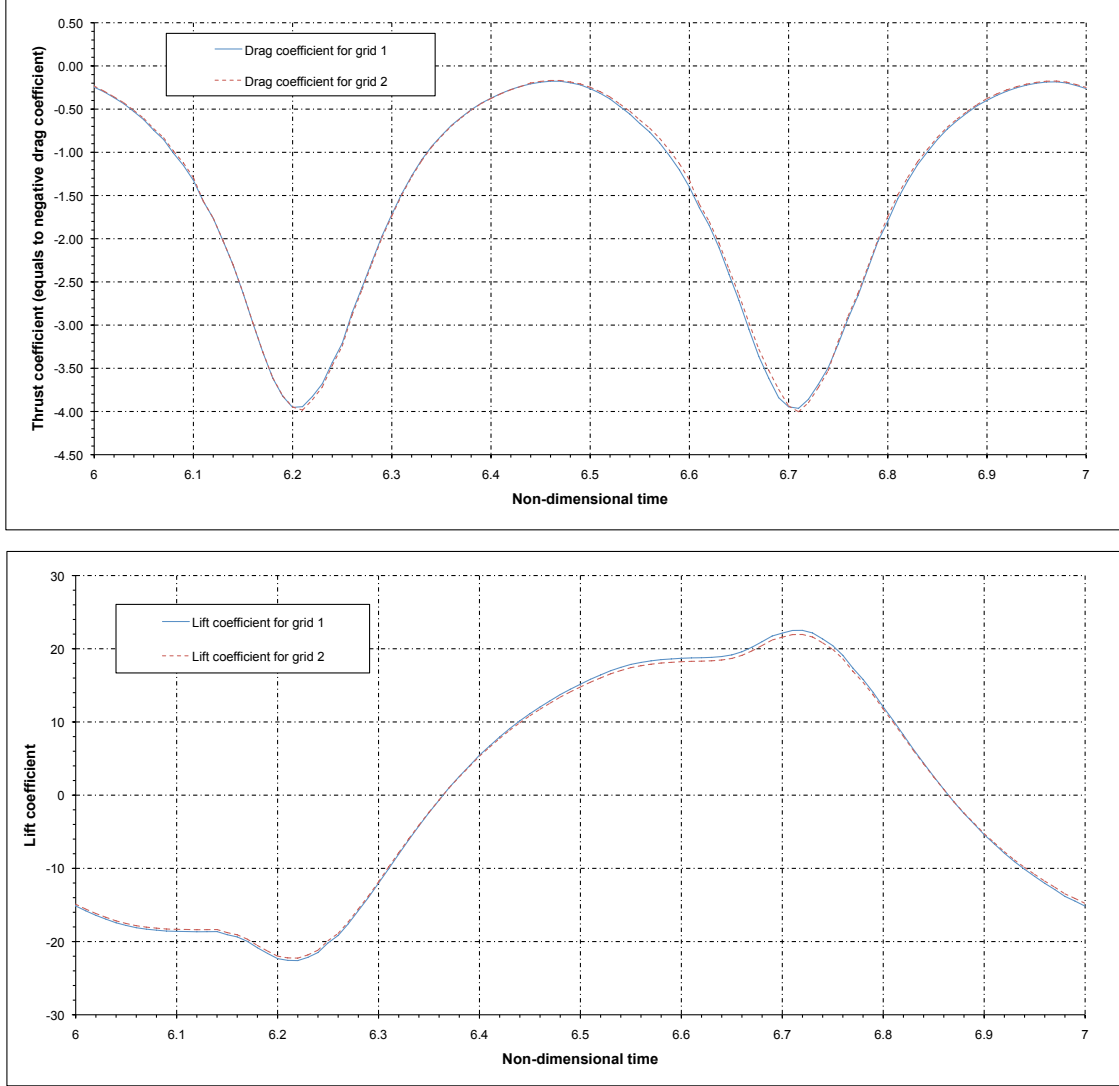 0.50
0.00
-0.50
-1.00
-1.50
-2.00
-2.50
-3.00
-3.50
-4.00
-4.50
Thrust coefficient (equals to negative drag coefficient)
Drag coefficient for grid 1
Drag coefficient for grid 2
6 6.1 6.2 6.3 6.4 6.5 6.6 6.7 6.8 6.9 7
Non-dimensional time
30
20
10
0
-10
-20
-30
Lift coefficient
Lift coefficient for grid 1
Lift coefficient for grid 2
6 6.1 6.2 6.3 6.4 6.5 6.6 6.7 6.8 6.9 7
Non-dimensional time